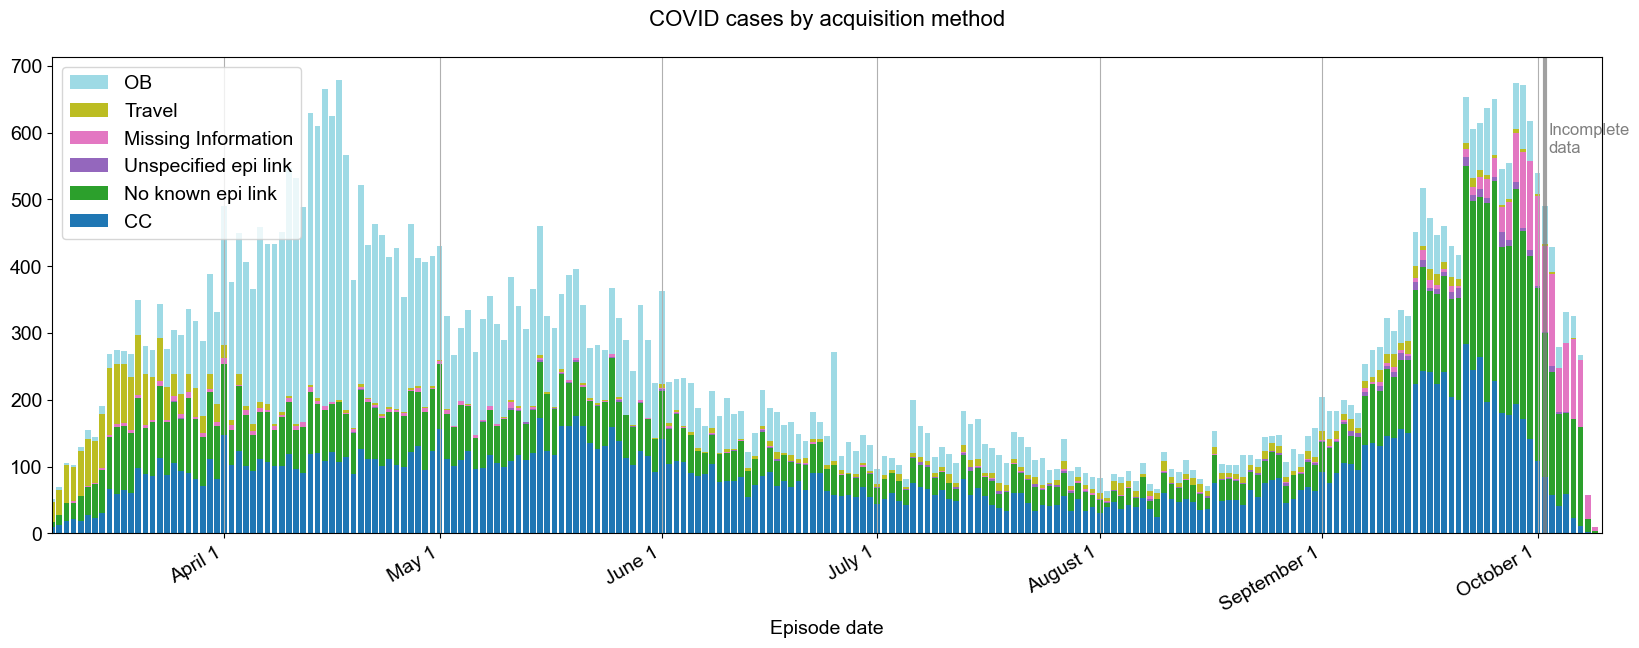 COVID cases by acquisition method
700
600
500
400
300
200
100
0
OB
Travel
Missing Information
Unspecified epi link
No known epi link
CC
Incomplete
data
April 1
May 1
June 1
July 1
August 1
September 1
October 1
Episode date